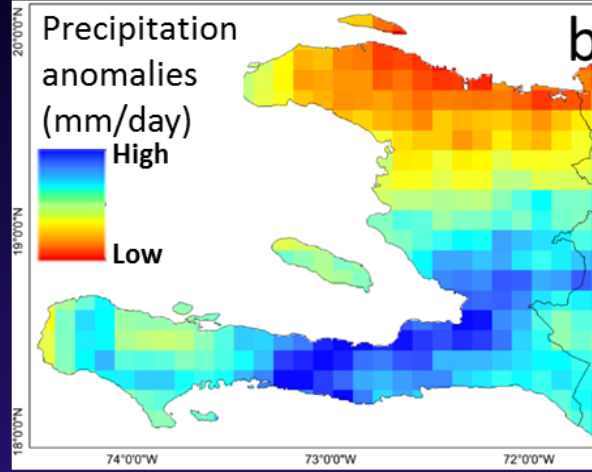 Precipitation
anomalies
(mm/day)
High
Low
b
20°0'0"N
19°0'0"N
18°0'0"N
74°0'0"W
73°0'0"W
72°0'0"W